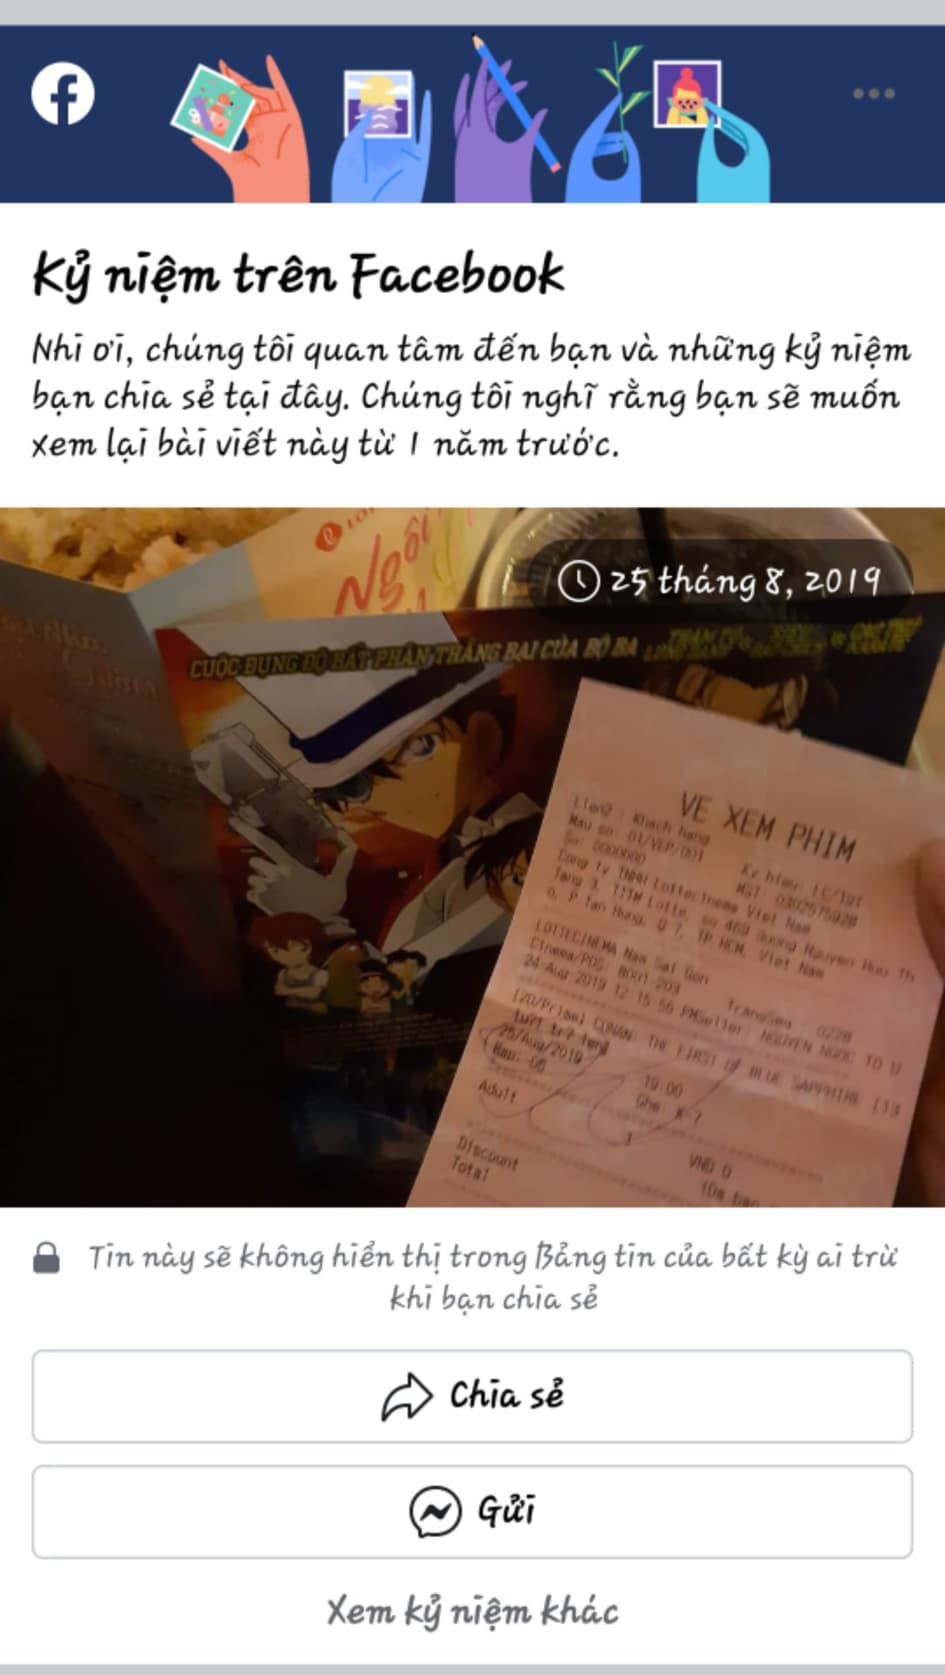 Kỷ niệm trên Facebook
Nhi ơi, chúng tôi quan tâm đến bạn và những kỷ niệm
bạn chia sẻ tại đây. Chúng tôi nghĩ rằng bạn sẽ muốn
xem lại bài viết này từ 1 năm trước.
Ngôi
25 tháng 8, 2019
CUỘC ĐỤNG ĐỘ BẤT PHÂN THẮNG BẠI CỦA BỘ BA
VE XEM PHIM
Lien2 : Khach hang
Mau so: 01/VEP/001 Ky hieu: LC/19T
So: 0000000 MST: 0302575928
Cong ty TNHH Lottecinema Viet Nam
Tang 3, TTTM Lotte, so 469 duong Nguyen Huu Th
o, P Tan Hung, Q 7, TP HCM, Viet Nam
LOTTECINEMA Nam Sai Gon
Cinema/POS: 8001-203 0228
24-Aug-2019 12:15:56 PMSeller: NGUYEN NGOC TO U
[2D/Prime] CONAN: THE FIRST OF BLUE SAPPHIRE (13
25/Aug/2019 19:00
Rap: 06 Ghe: K-7
Adult 1
VND 0
Discount
Total
Tin này sẽ không hiển thị trong Bảng tin của bất kỳ ai trừ
khi bạn chia sẻ
Chia sẻ
Gửi
Xem kỷ niệm khác